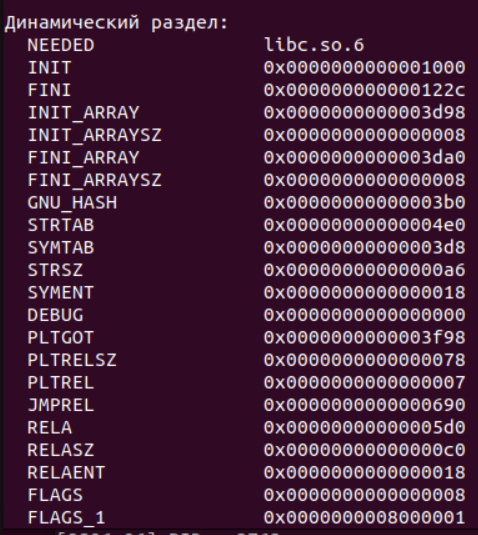 Динамический раздел:
NEEDED libc.so.6
INIT 0x0000000000001000
FINI 0x000000000000122c
INIT_ARRAY 0x0000000000003d98
INIT_ARRAYSZ 0x0000000000000008
FINI_ARRAY 0x0000000000003da0
FINI_ARRAYSZ 0x0000000000000008
GNU_HASH 0x00000000000003b0
STRTAB 0x00000000000004e0
SYMTAB 0x00000000000003d8
STRSZ 0x00000000000000a6
SYMENT 0x0000000000000018
DEBUG 0x0000000000000000
PLTGOT 0x0000000000003f98
PLTRELSZ 0x0000000000000078
PLTREL 0x0000000000000007
JMPREL 0x0000000000000690
RELA 0x00000000000005d0
RELASZ 0x00000000000000c0
RELAENT 0x0000000000000018
FLAGS 0x0000000000000008
FLAGS_1 0x0000000008000001